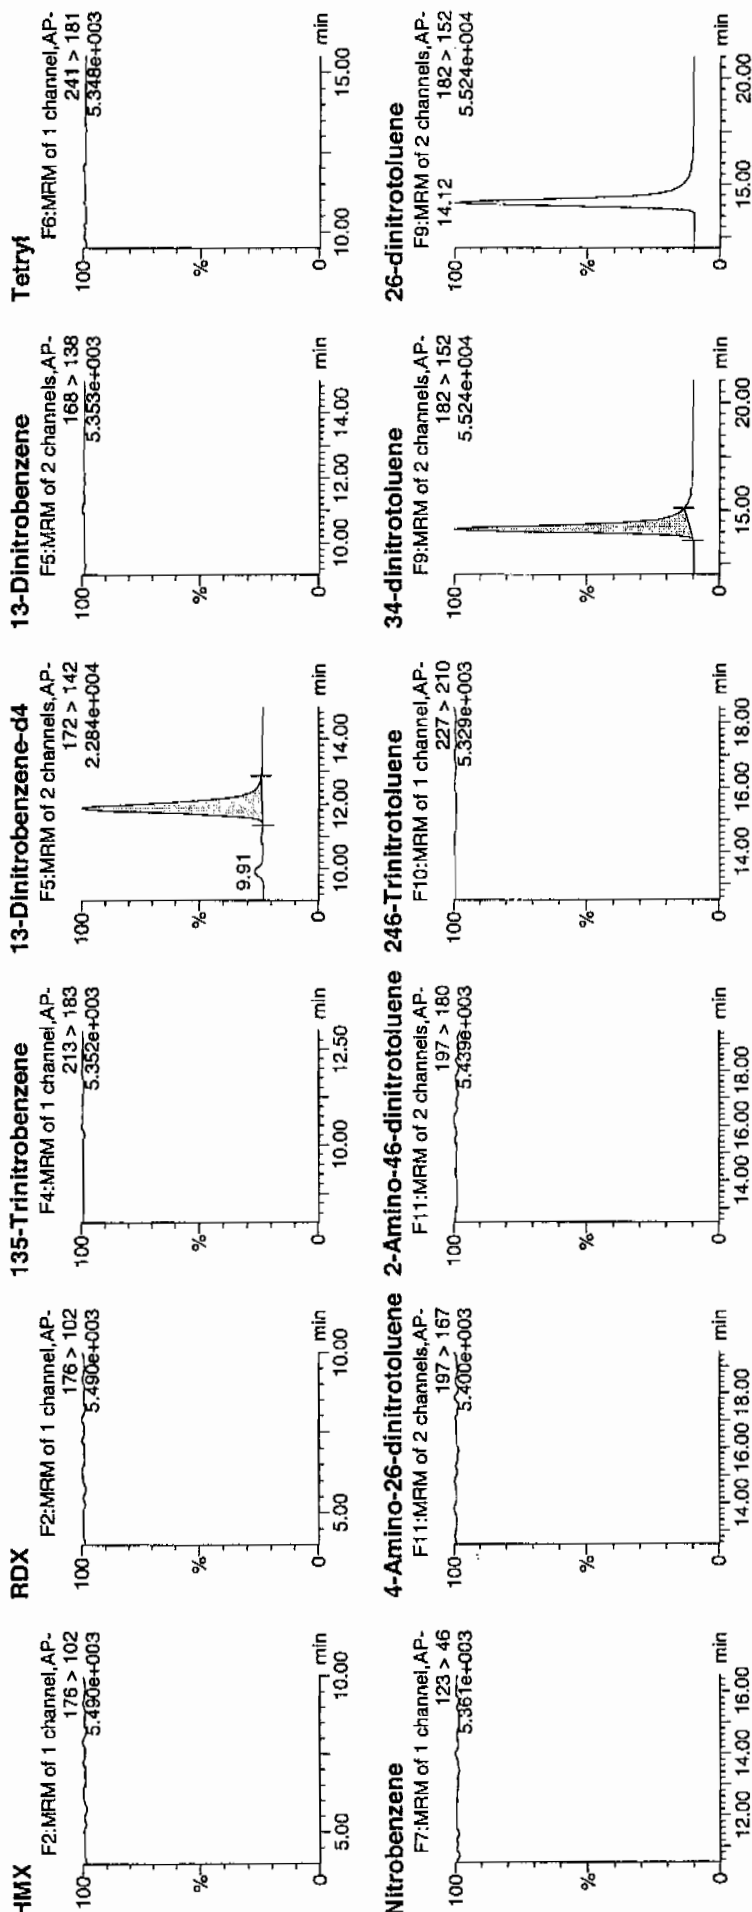 HMX
F2:MRM of 1 channel,AP-
176 > 102
5.490e+003
100
%
0
5.00 10.00 min
RDX
F2:MRM of 1 channel,AP-
176 > 102
5.490e+003
100
%
0
5.00 10.00 min
135-Trinitrobenzene
F4:MRM of 1 channel,AP-
213 > 183
5.352e+003
100
%
0
10.00 12.50 min
13-Dinitrobenzene-d4
F5:MRM of 2 channels,AP-
172 > 142
2.284e+004
100
9.91
%
0
10.00 12.00 14.00 min
13-Dinitrobenzene
F5:MRM of 2 channels,AP-
168 > 138
5.353e+003
100
%
0
10.00 12.00 14.00 min
Tetryl
F6:MRM of 1 channel,AP-
241 > 181
5.348e+003
100
%
0
10.00 15.00 min
Nitrobenzene
F7:MRM of 1 channel,AP-
123 > 46
5.361e+003
100
%
0
12.00 14.00 16.00 min
4-Amino-26-dinitrotoluene
F11:MRM of 2 channels,AP-
197 > 167
5.400e+003
100
%
0
14.00 16.00 18.00 min
2-Amino-46-dinitrotoluene
F11:MRM of 2 channels,AP-
197 > 180
5.439e+003
100
%
0
14.00 16.00 18.00 min
246-Trinitrotoluene
F10:MRM of 1 channel,AP-
227 > 210
5.329e+003
100
%
0
14.00 16.00 18.00 min
34-dinitrotoluene
F9:MRM of 2 channels,AP-
182 > 152
5.524e+004
100
%
0
15.00 20.00 min
26-dinitrotoluene
F9:MRM of 2 channels,AP-
14.12 182 > 152
5.524e+004
100
%
0
15.00 20.00 min